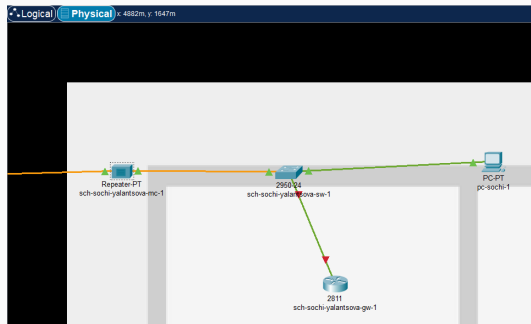 Logical Physical x: 4882m, y: 1647m
Repeater-PT
sch-sochi-yalantsova-mc-1
2950-24
sch-sochi-yalantsova-sw-1
PC-PT
pc-sochi-1
2811
sch-sochi-yalantsova-gw-1